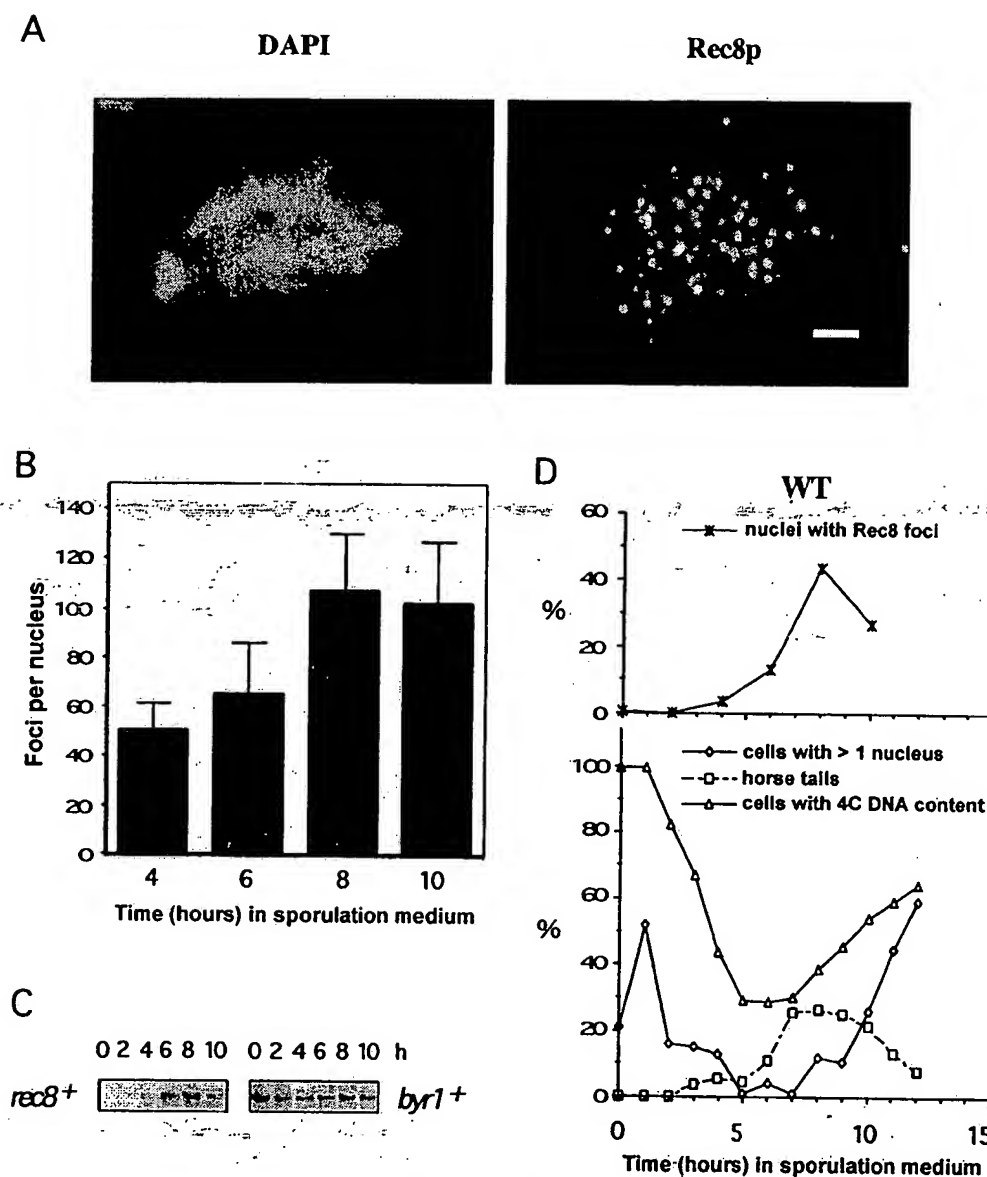 A
DAPI
Rec8p
B
Foci per nucleus
140
120
100
80
60
40
20
0
4 6 8 10
Time (hours) in sporulation medium
C
0 2 4 6 8 10 h 0 2 4 6 8 10
rec8+ byr1+
D
WT
nuclei with Rec8 foci
%
60
40
20
0
cells with > 1 nucleus
horse tails
cells with 4C DNA content
%
100
80
60
40
20
0
0 5 10 15
Time (hours) in sporulation medium